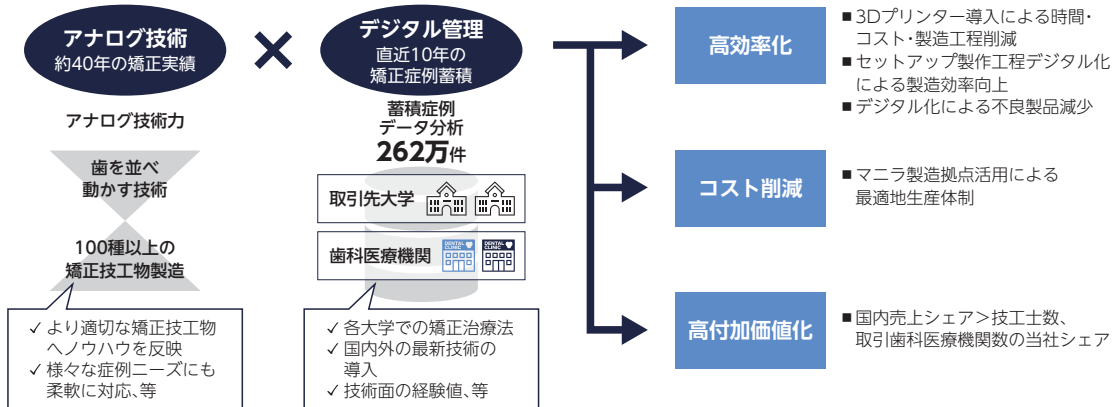 アナログ技術
約40年の矯正実績
アナログ技術力
歯を並べ
動かす技術
100種以上の
矯正技工物製造
✓ より適切な矯正技工物
へノウハウを反映
✓ 様々な症例ニーズにも
柔軟に対応、等
×
デジタル管理
直近10年の
矯正症例蓄積
蓄積症例
データ分析
262万件
取引先大学
歯科医療機関
DENTAL
CLINIC
DENTAL
CLINIC
✓ 各大学での矯正治療法
✓ 国内外の最新技術の
導入
✓ 技術面の経験値、等
高効率化
■ 3Dプリンター導入による時間・
コスト・製造工程削減
■ セットアップ製作工程デジタル化
による製造効率向上
■ デジタル化による不良製品減少
コスト削減
■ マニラ製造拠点活用による
最適地生産体制
高付加価値化
■ 国内売上シェア＞技工士数、
取引歯科医療機関数の当社シェア